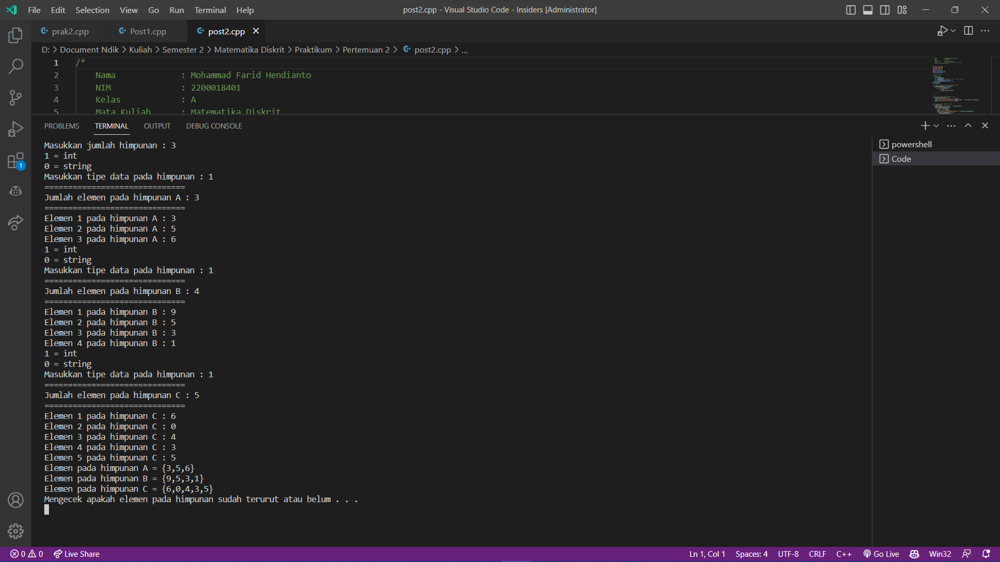 File Edit Selection View Go Run Terminal Help
post2.cpp - Visual Studio Code - Insiders [Administrator]
prak2.cpp Post1.cpp post2.cpp
D: > Document Ndik > Kuliah > Semester 2 > Matematika Diskrit > Praktikum > Pertemuan 2 > post2.cpp > ...
1 /*
2 Nama : Mohammad Farid Hendianto
3 NIM : 2200018401
4 Kelas : A
5 Mata Kuliah : Matematika Diskrit
PROBLEMS TERMINAL OUTPUT DEBUG CONSOLE
Masukkan jumlah himpunan : 3
1 = int
0 = string
Masukkan tipe data pada himpunan : 1
==============================
Jumlah elemen pada himpunan A : 3
==============================
Elemen 1 pada himpunan A : 3
Elemen 2 pada himpunan A : 5
Elemen 3 pada himpunan A : 6
1 = int
0 = string
Masukkan tipe data pada himpunan : 1
==============================
Jumlah elemen pada himpunan B : 4
==============================
Elemen 1 pada himpunan B : 9
Elemen 2 pada himpunan B : 5
Elemen 3 pada himpunan B : 3
Elemen 4 pada himpunan B : 1
1 = int
0 = string
Masukkan tipe data pada himpunan : 1
==============================
Jumlah elemen pada himpunan C : 5
==============================
Elemen 1 pada himpunan C : 6
Elemen 2 pada himpunan C : 0
Elemen 3 pada himpunan C : 4
Elemen 4 pada himpunan C : 3
Elemen 5 pada himpunan C : 5
Elemen pada himpunan A = {3,5,6}
Elemen pada himpunan B = {9,5,3,1}
Elemen pada himpunan C = {6,0,4,3,5}
Mengecek apakah elemen pada himpunan sudah terurut atau belum . . .
powershell
Code
1
0 0 Live Share
Ln 1, Col 1 Spaces: 4 UTF-8 CRLF C++ Go Live Win32